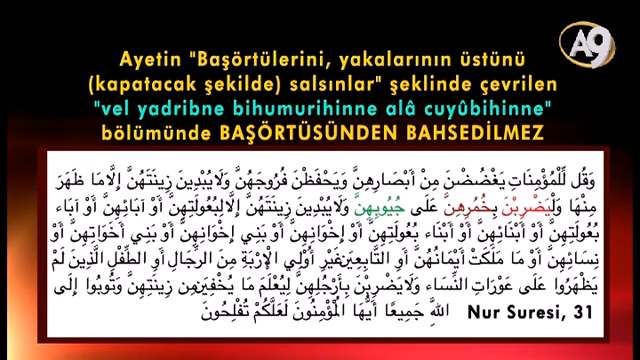 A9
Ayetin "Başörtülerini, yakalarının üstünü
(kapatacak şekilde) salsınlar" şeklinde çevrilen
"vel yadribne bihumurihinne alâ cuyûbihinne"
bölümünde BAŞÖRTÜSÜNDEN BAHSEDİLMEZ
وَقُل لِّلْمُؤْمِنَاتِ يَغْضُضْنَ مِنْ أَبْصَارِهِنَّ وَيَحْفَظْنَ فُرُوجَهُنَّ وَلَا يُبْدِينَ زِينَتَهُنَّ إِلَّا مَا ظَهَرَ
مِنْهَا وَلْيَضْرِبْنَ بِخُمُرِهِنَّ عَلَى جُيُوبِهِنَّ وَلَا يُبْدِينَ زِينَتَهُنَّ إِلَّا لِبُعُولَتِهِنَّ أَوْ آبَائِهِنَّ أَوْ آبَاء
بُعُولَتِهِنَّ أَوْ أَبْنَائِهِنَّ أَوْ أَبْنَاء بُعُولَتِهِنَّ أَوْ إِخْوَانِهِنَّ أَوْ بَنِي إِخْوَانِهِنَّ أَوْ بَنِي أَخَوَاتِهِنَّ أَوْ
نِسَائِهِنَّ أَوْ مَا مَلَكَتْ أَيْمَانُهُنَّ أَوِ التَّابِعِينَ غَيْرِ أُوْلِي الْإِرْبَةِ مِنَ الرِّجَالِ أَوِ الطِّفْلِ الَّذِينَ لَمْ
يَظْهَرُوا عَلَى عَوْرَاتِ النِّسَاء وَلَا يَضْرِبْنَ بِأَرْجُلِهِنَّ لِيُعْلَمَ مَا يُخْفِينَ مِن زِينَتِهِنَّ وَتُوبُوا إِلَى
اللَّهِ جَمِيعًا أَيُّهَا الْمُؤْمِنُونَ لَعَلَّكُمْ تُفْلِحُونَ Nur Suresi, 31